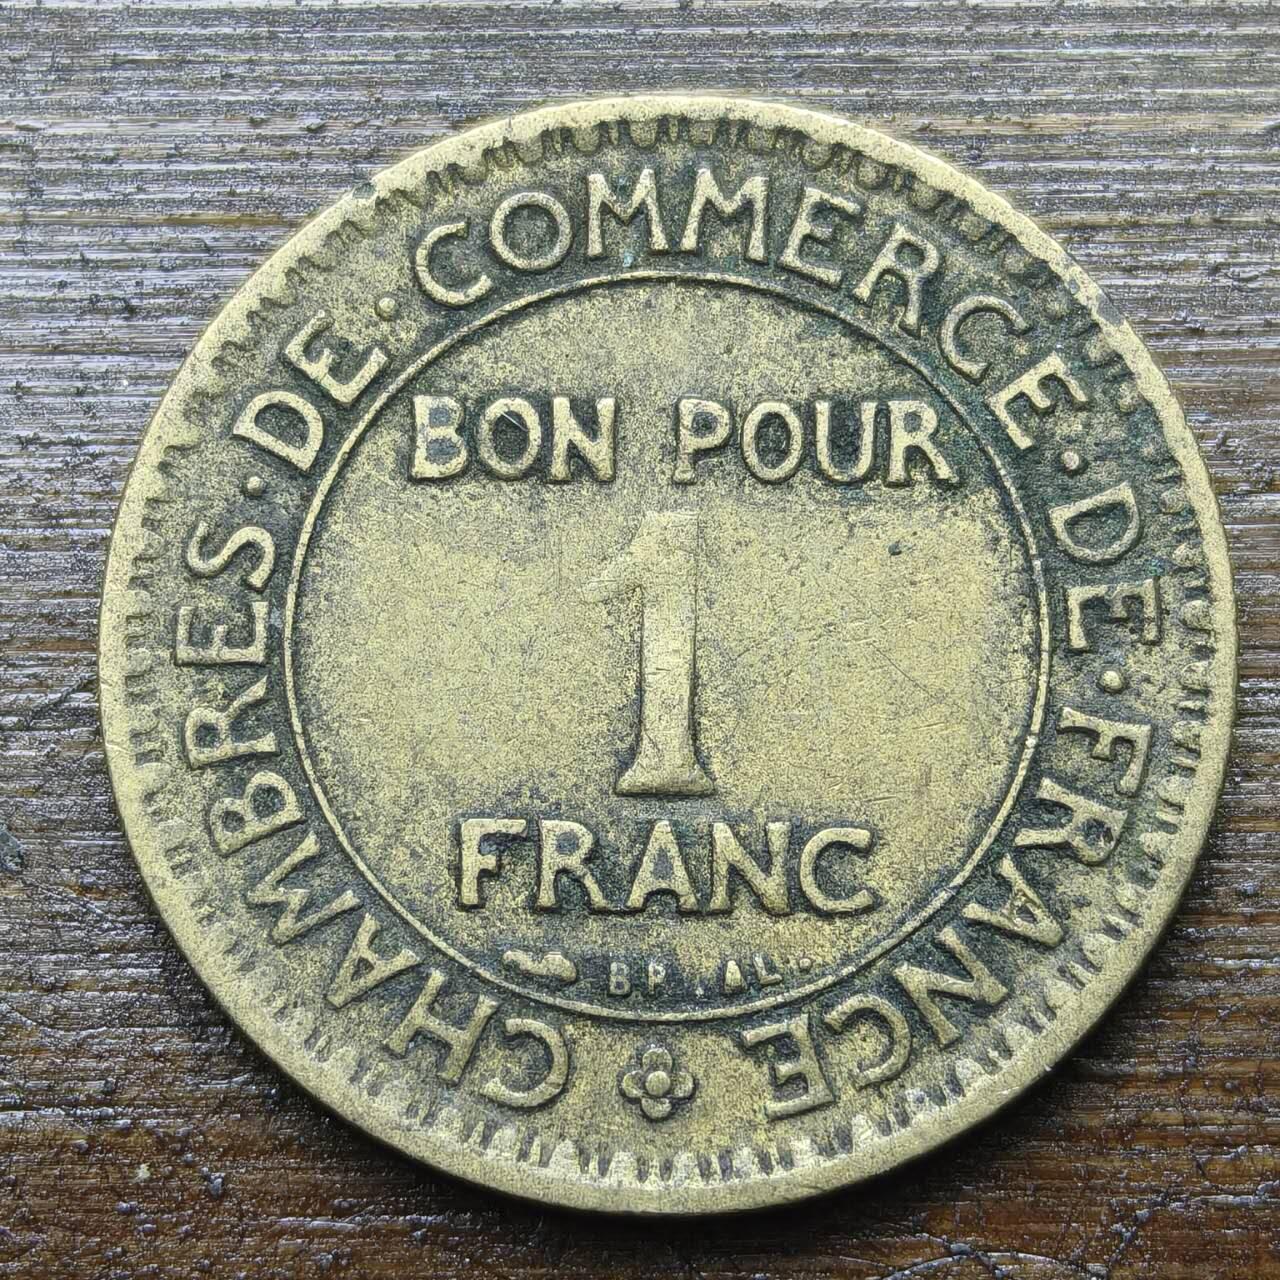 CHAMBRES · DE · COMMERCE · DE · FRANCE
BON POUR
1
FRANC